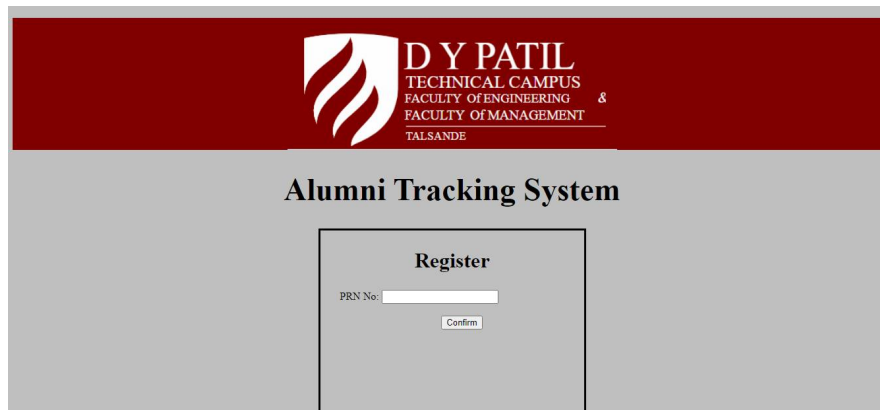 D Y PATIL
TECHNICAL CAMPUS
FACULTY Of ENGINEERING &
FACULTY Of MANAGEMENT
TALSANDE
Alumni Tracking System
Register
PRN No:
Confirm